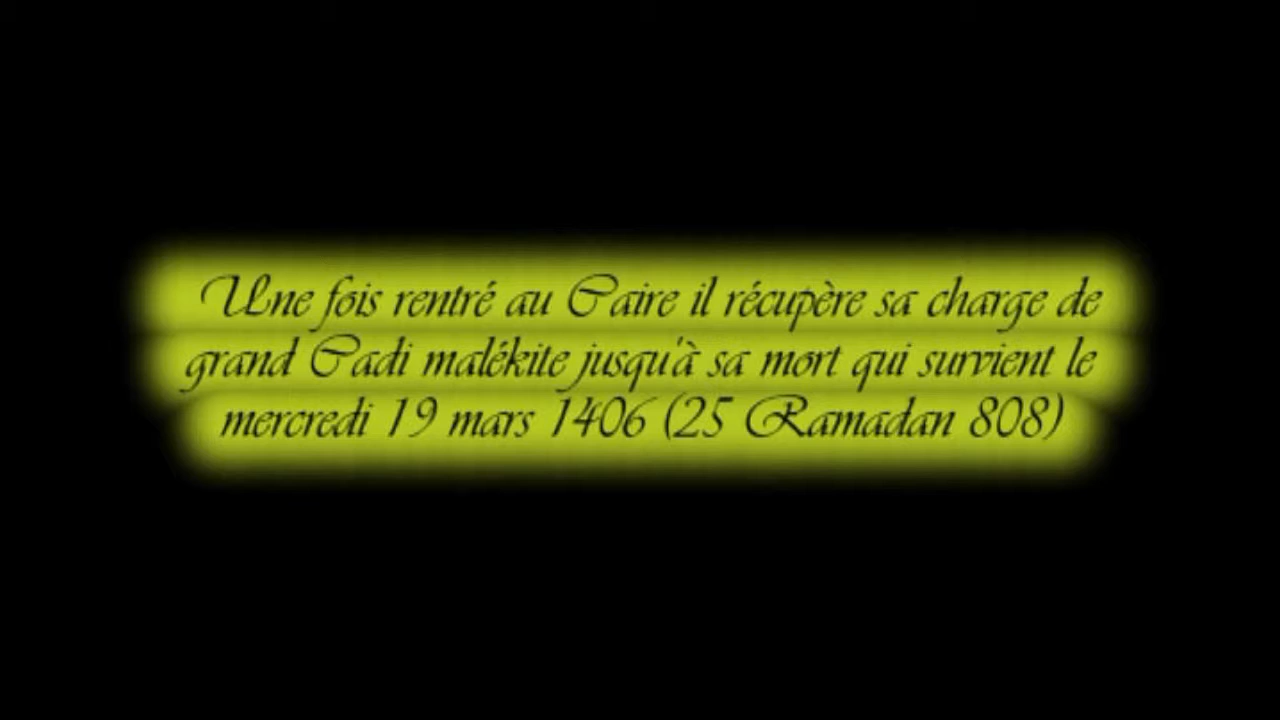 Une fois rentré au Caire il récupère sa charge de
grand Cadi malékite jusqu'à sa mort qui survient le
mercredi 19 mars 1406 (25 Ramadan 808)